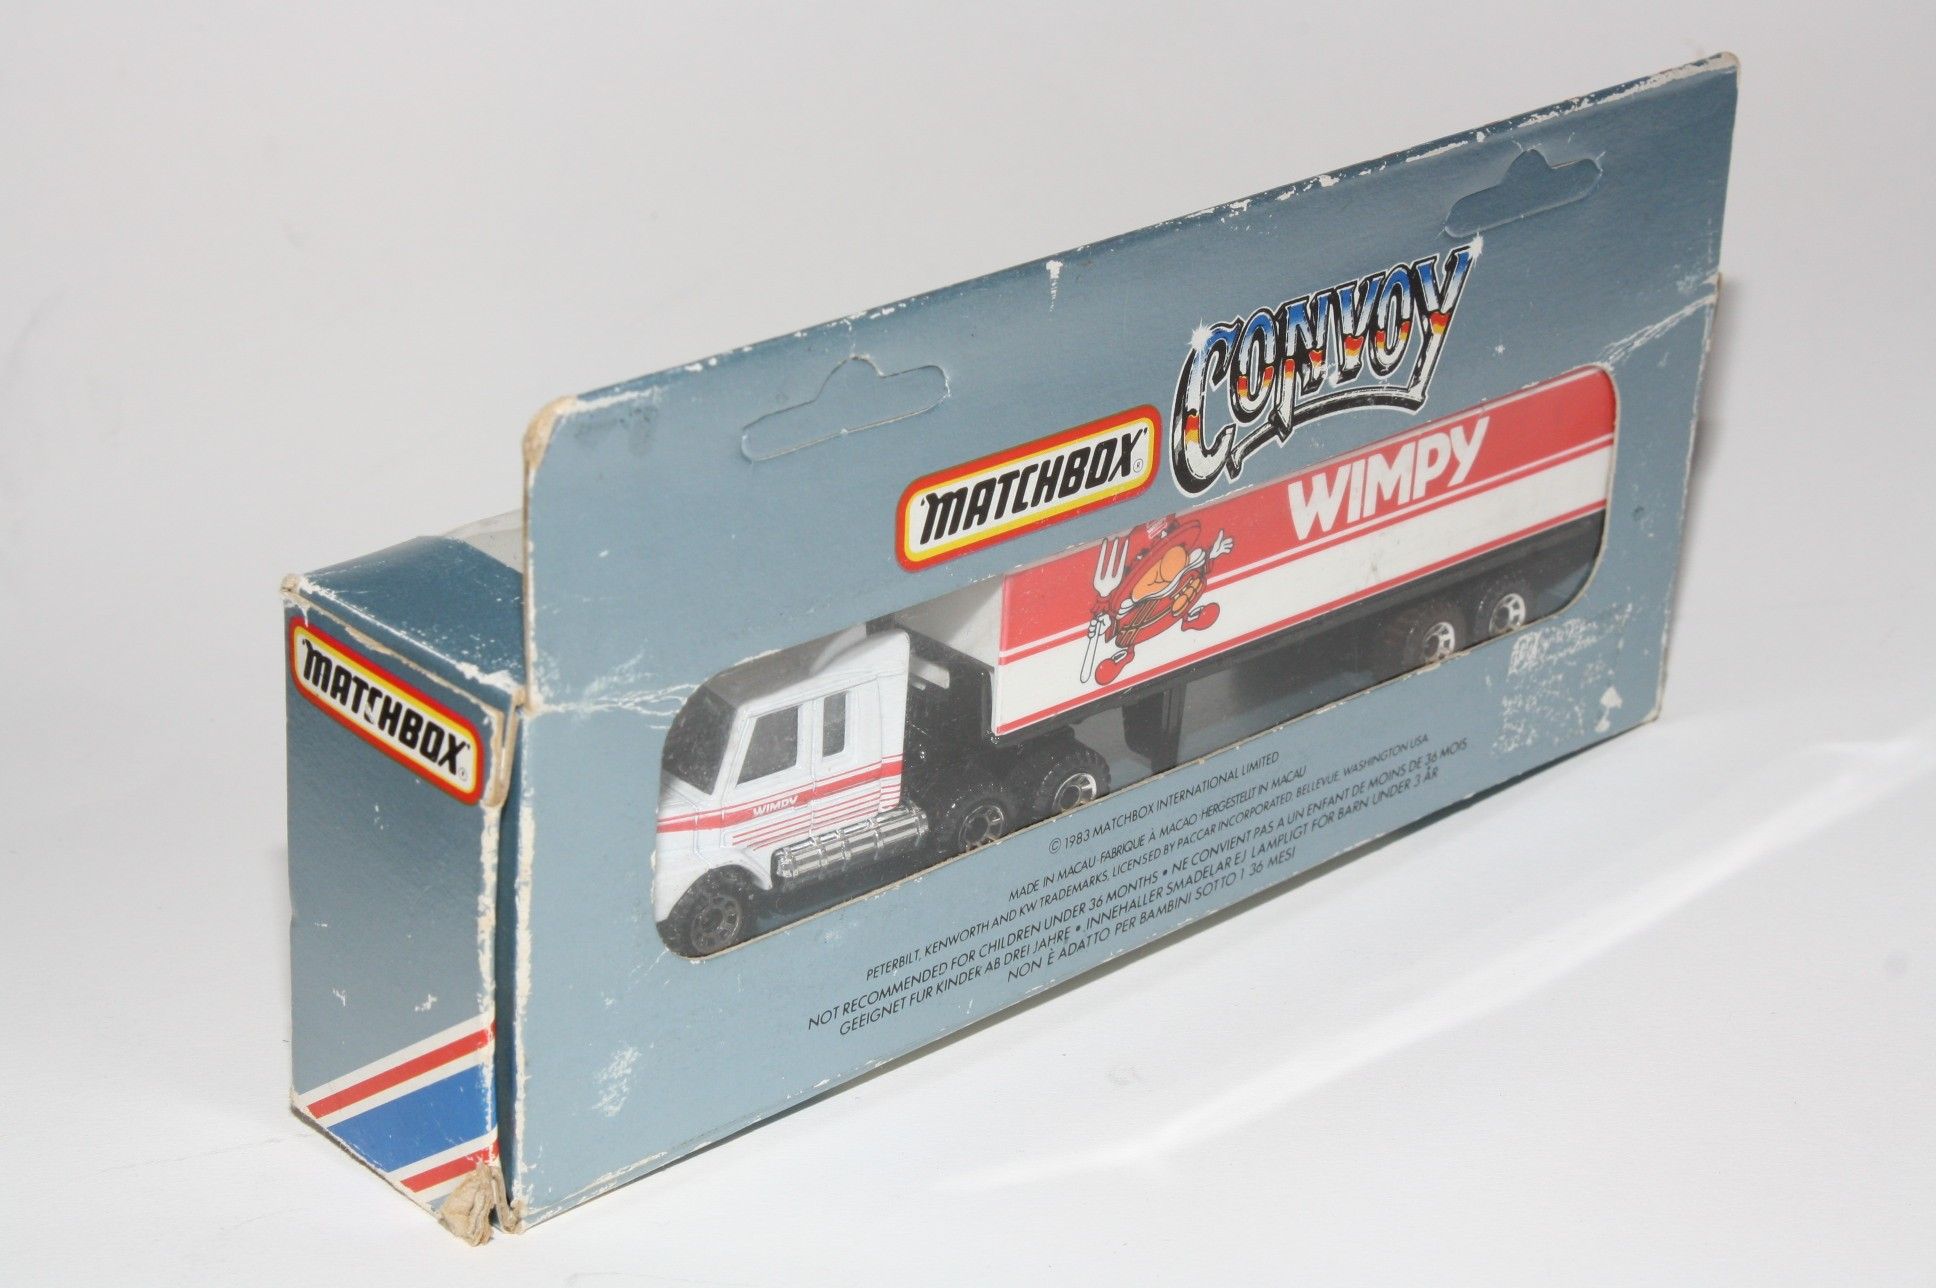 MATCHBOX®
CONVOY
MATCHBOX®
WIMPY
WIMPY
© 1983 MATCHBOX INTERNATIONAL LIMITED
MADE IN MACAU·FABRIQUE À MACAO·HERGESTELLT IN MACAU
PETERBILT, KENWORTH AND KW TRADEMARKS, LICENSED BY PACCAR INCORPORATED, BELLEVUE, WASHINGTON USA.
NOT RECOMMENDED FOR CHILDREN UNDER 36 MONTHS • NE CONVIENT PAS A UN ENFANT DE MOINS DE 36 MOIS
GEEIGNET FUR KINDER AB DREI JAHRE • INNEHALLER SMADELAR EJ LAMPLIGT FÖR BARN UNDER 3 ÅR
NON È ADATTO PER BAMBINI SOTTO I 36 MESI